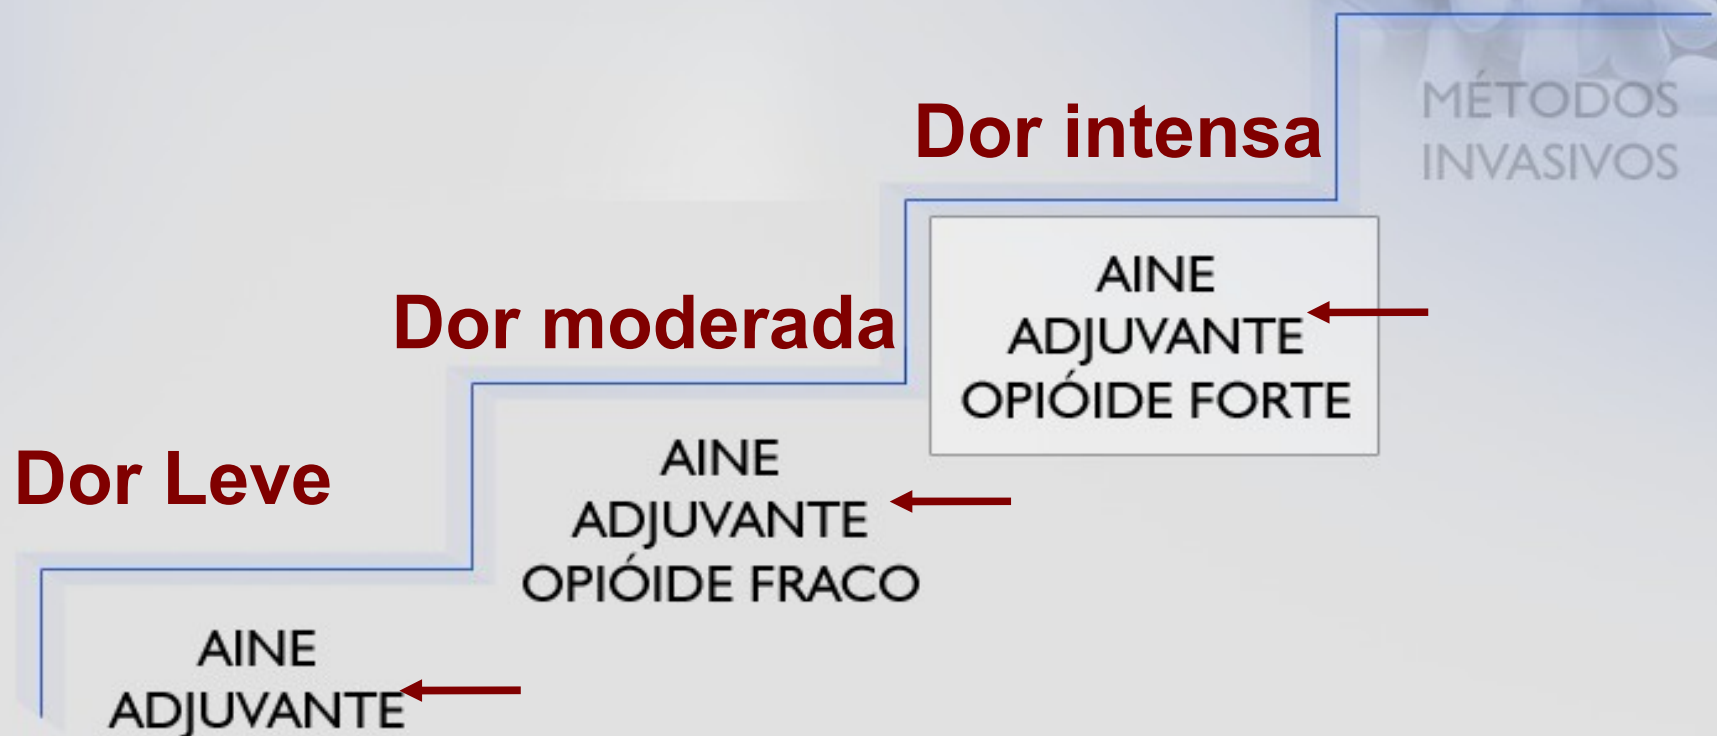 Dor Leve
AINE
ADJUVANTE
Dor moderada
AINE
ADJUVANTE
OPIÓIDE FRACO
Dor intensa
AINE
ADJUVANTE
OPIÓIDE FORTE
MÉTODOS
INVASIVOS